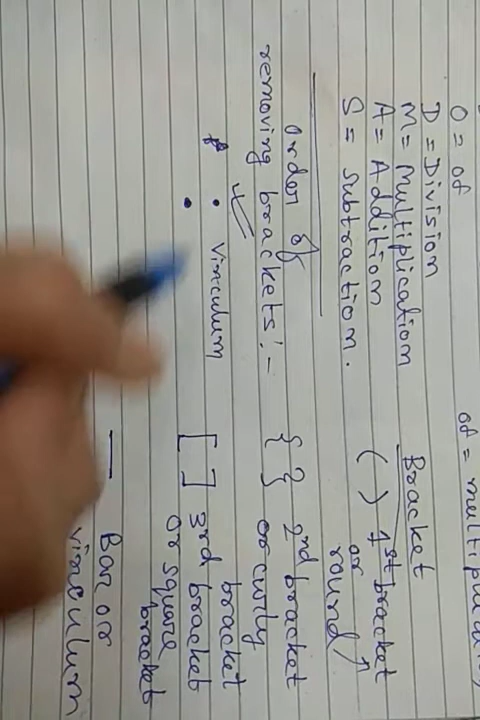 O = of
D = Division
M = Multiplication
A = Addition
S = Subtraction.
Order of
removing brackets:-
• Vinculum
•
of = multiplication
Bracket
( ) 1st bracket
or
round
{ } 2nd bracket
or curly
bracket
[ ] 3rd bracket
or square
bracket
— Bar or
vinculum